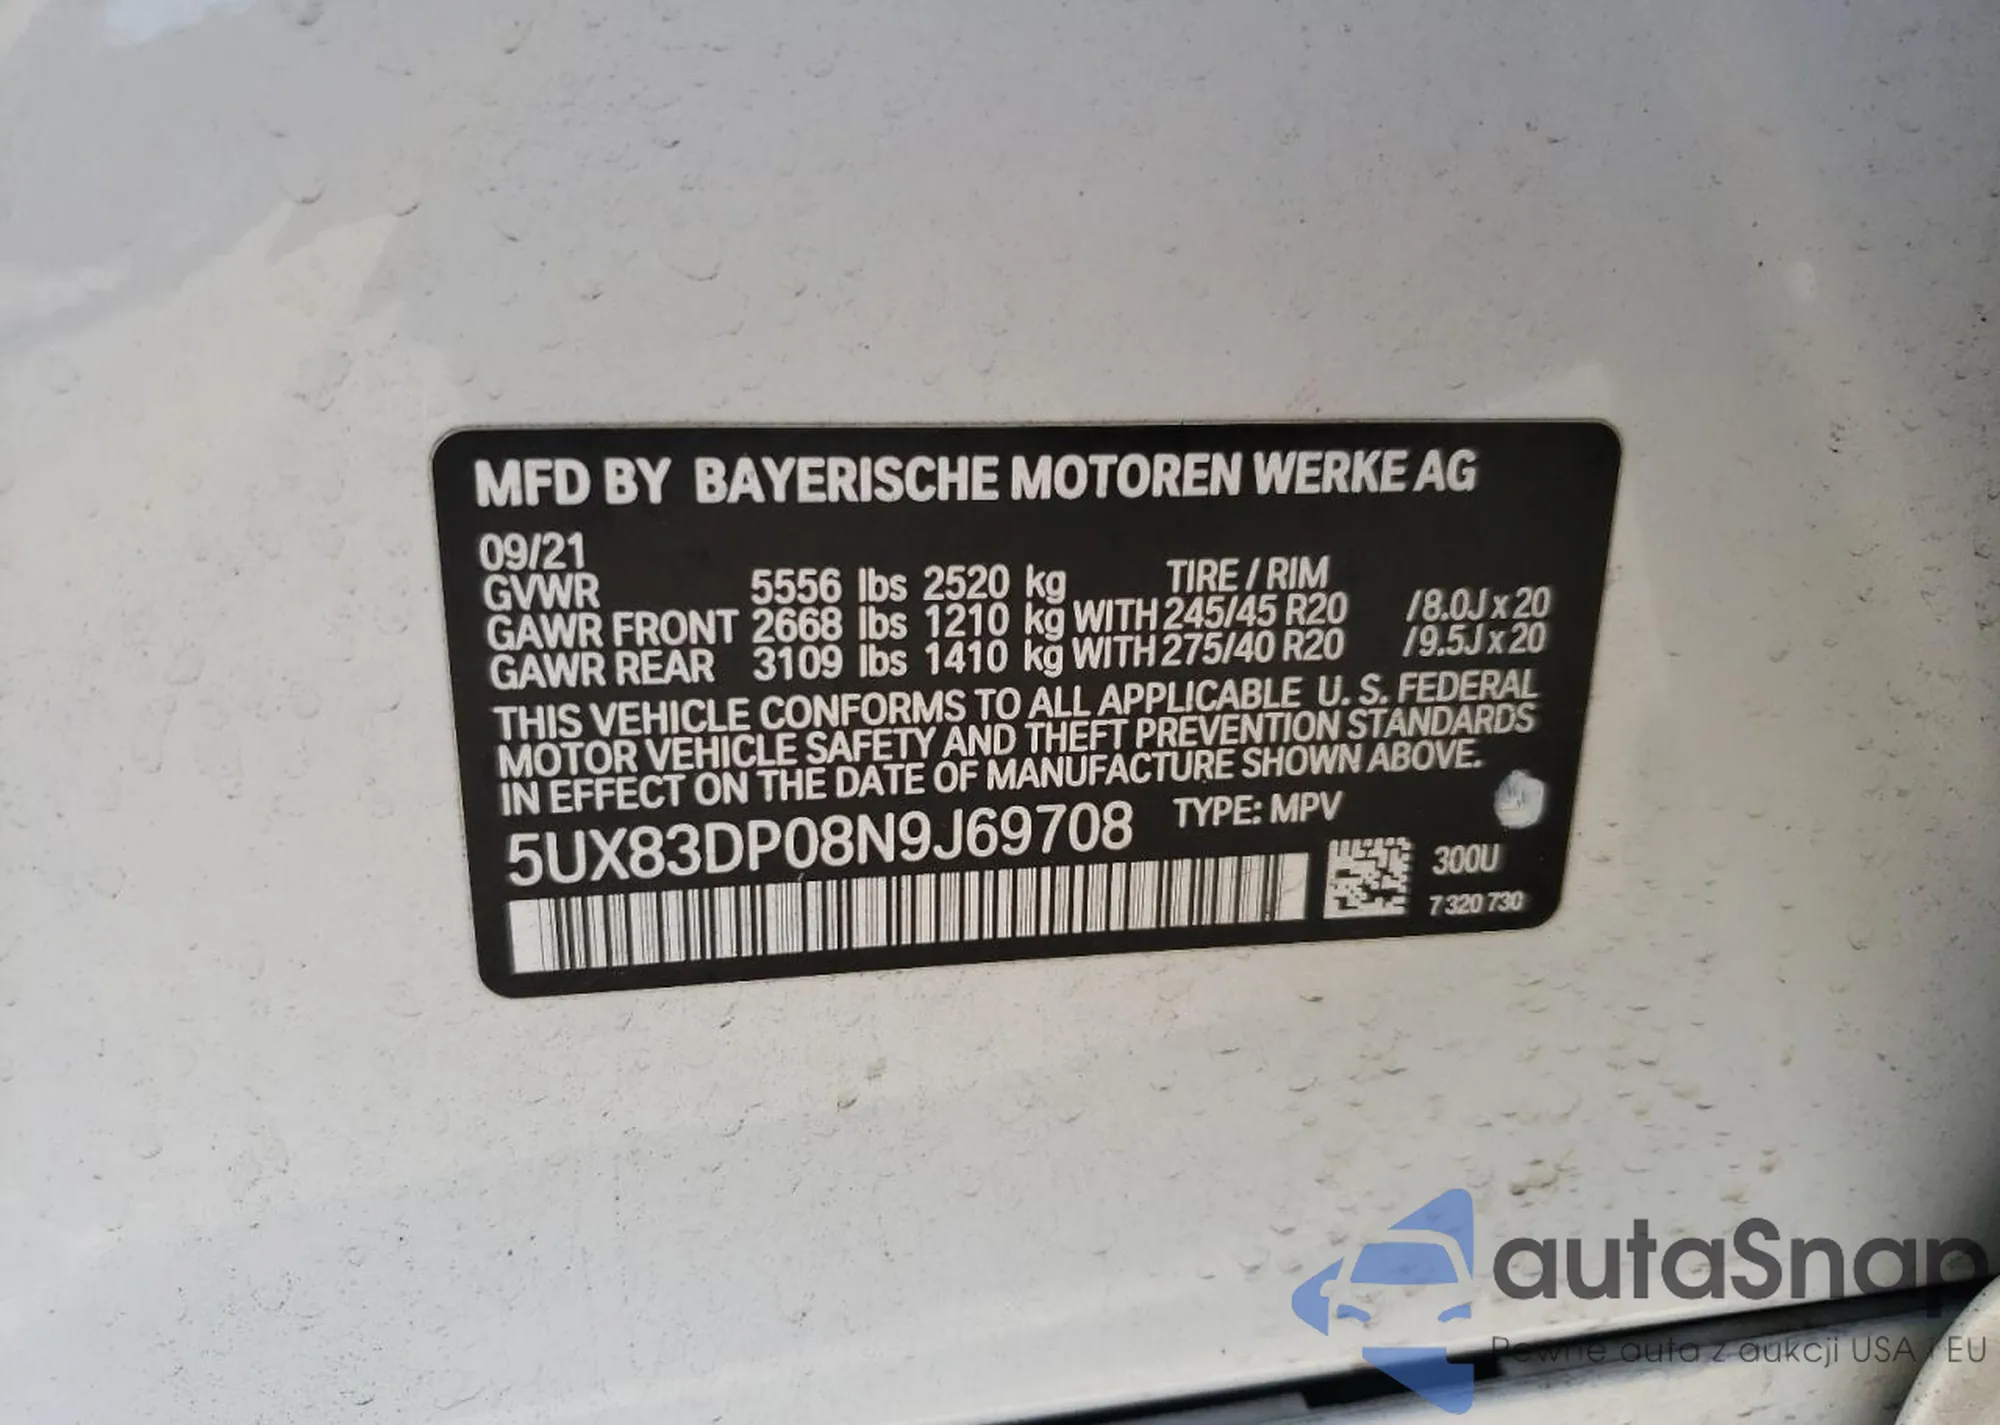 MFD BY BAYERISCHE MOTOREN WERKE AG
09/21
TIRE / RIM
GVWR 5556 lbs 2520 kg
GAWR FRONT 2668 lbs 1210 kg WITH 245/45 R20 /8.0J x 20
GAWR REAR 3109 lbs 1410 kg WITH 275/40 R20 /9.5J x 20
THIS VEHICLE CONFORMS TO ALL APPLICABLE U. S. FEDERAL
MOTOR VEHICLE SAFETY AND THEFT PREVENTION STANDARDS
IN EFFECT ON THE DATE OF MANUFACTURE SHOWN ABOVE.
5UX83DP08N9J69708 TYPE: MPV
300U
7 320 730
autaSnap
Pewne auta z aukcji USA i EU